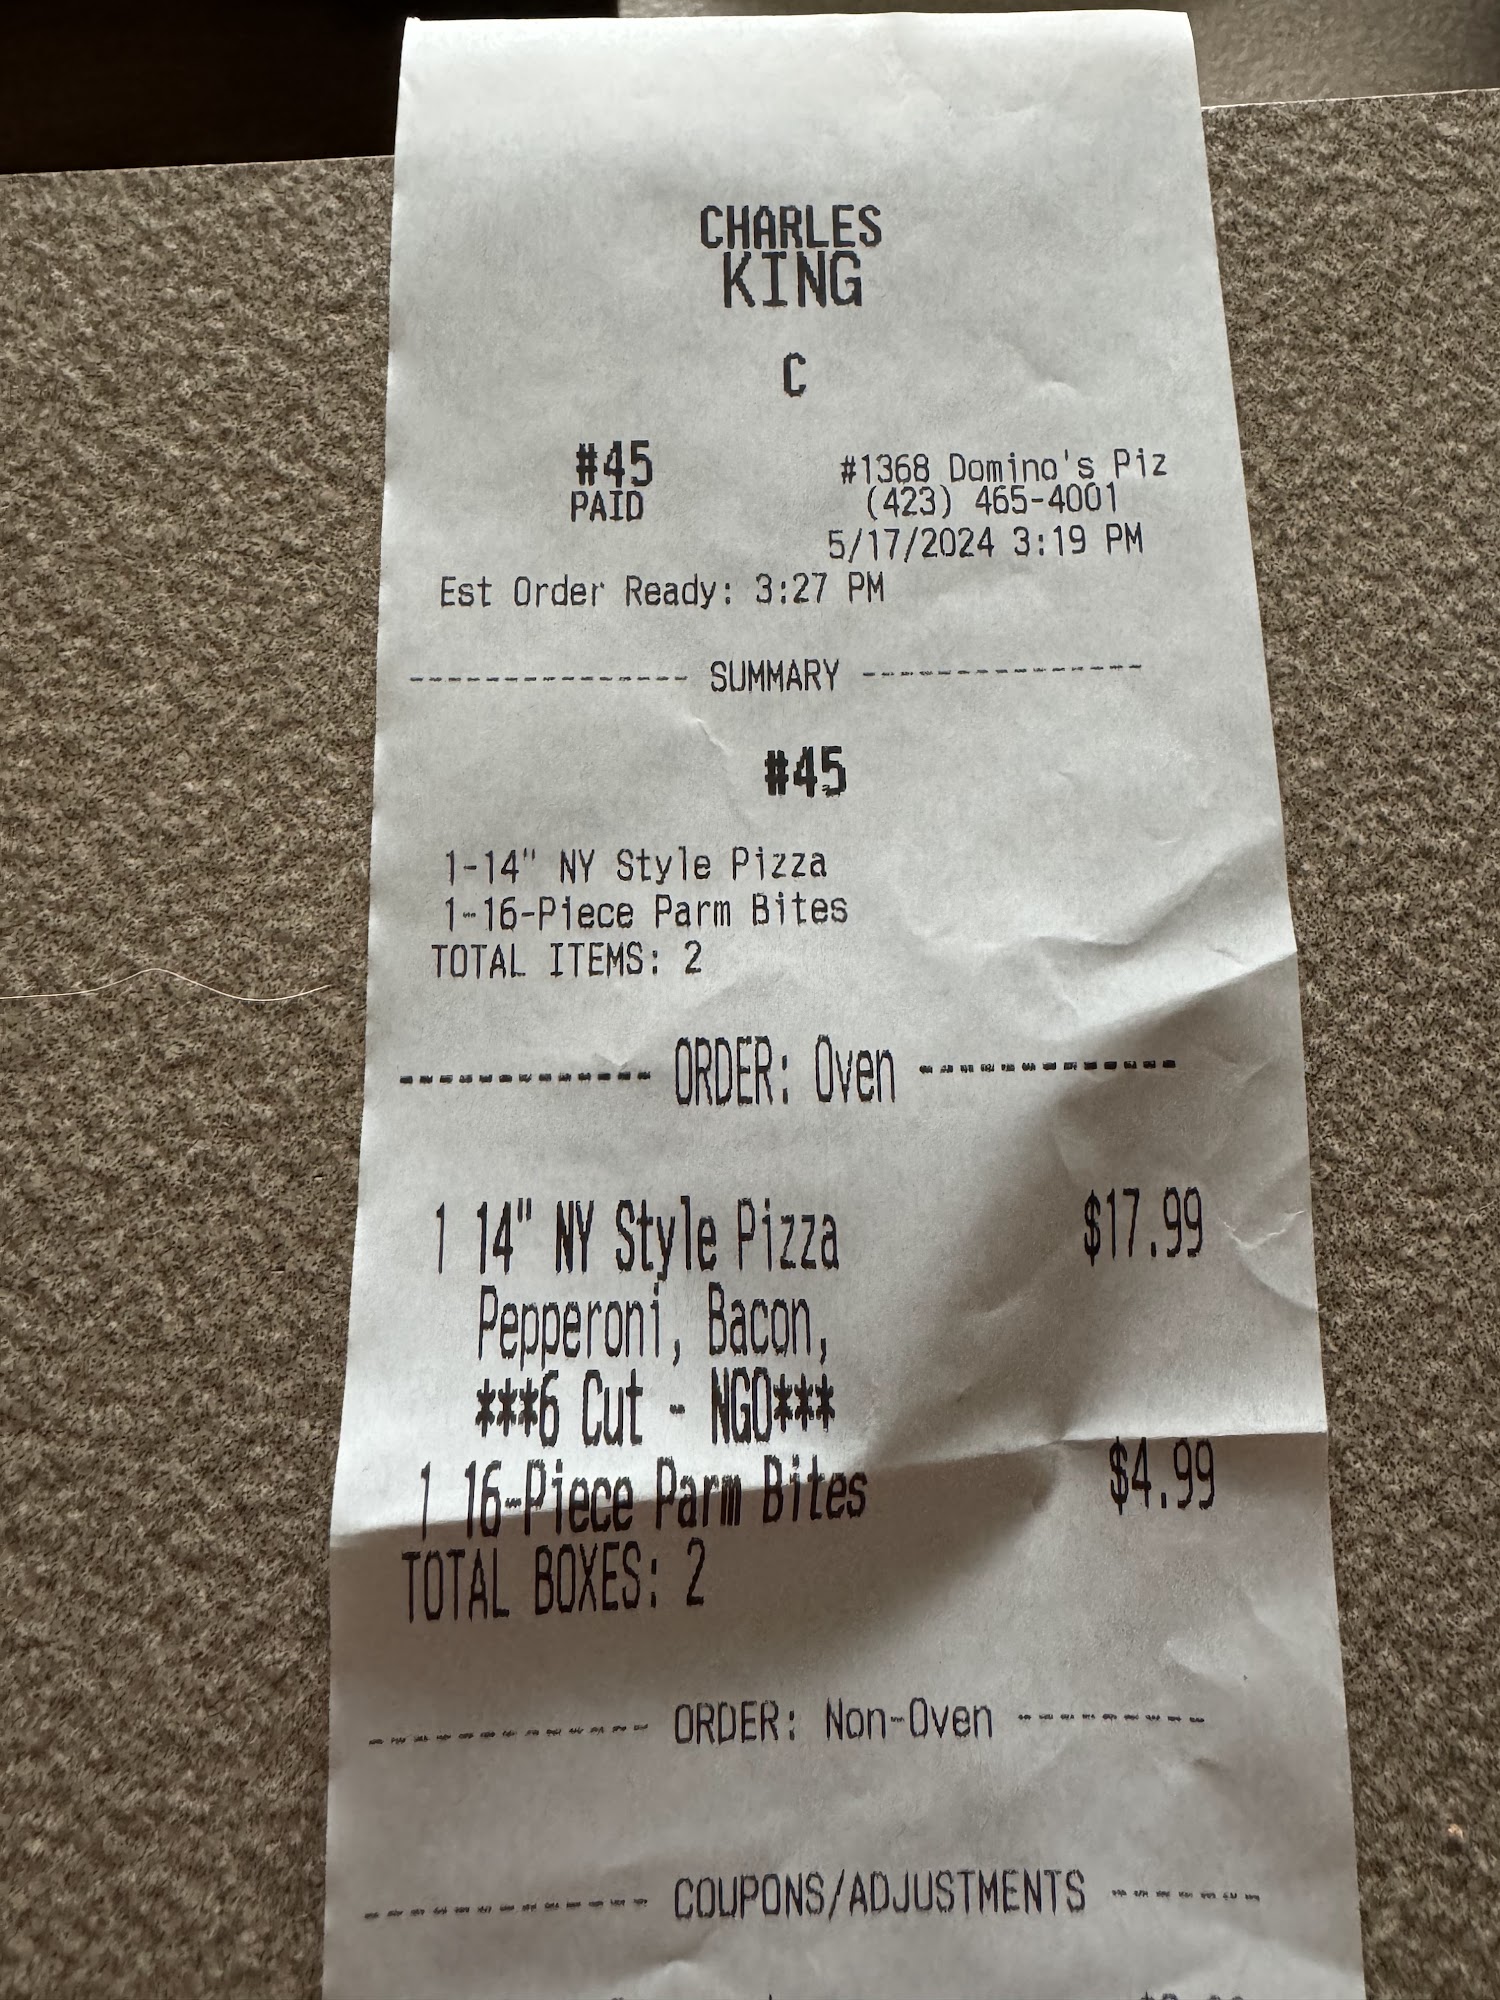 CHARLES
KING
C
#45
PAID
#1368 Domino's Piz
(423) 465-4001
5/17/2024 3:19 PM
Est Order Ready: 3:27 PM
--------------- SUMMARY ---------------
#45
1-14" NY Style Pizza
1-16-Piece Parm Bites
TOTAL ITEMS: 2
------------ ORDER: Oven ------------
1 14" NY Style Pizza $17.99
Pepperoni, Bacon,
***6 Cut - NGO***
1 16-Piece Parm Bites $4.99
TOTAL BOXES: 2
------------ ORDER: Non-Oven --------
------------ COUPONS/ADJUSTMENTS ------